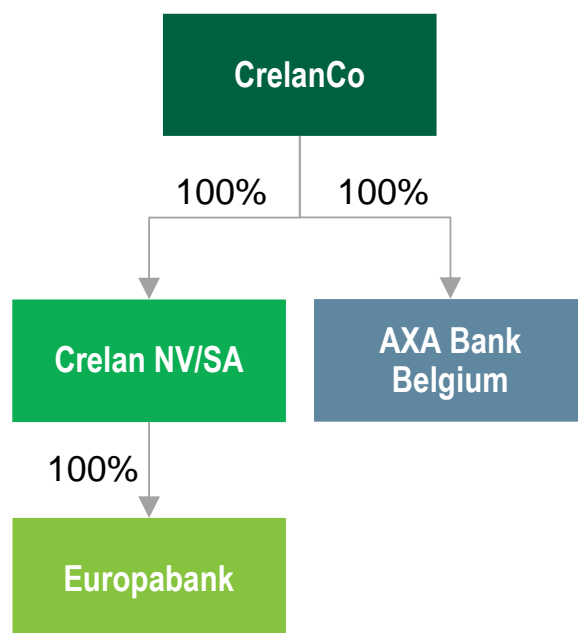 CrelanCo
100% 100%
Crelan NV/SA
AXA Bank
Belgium
100%
Europabank